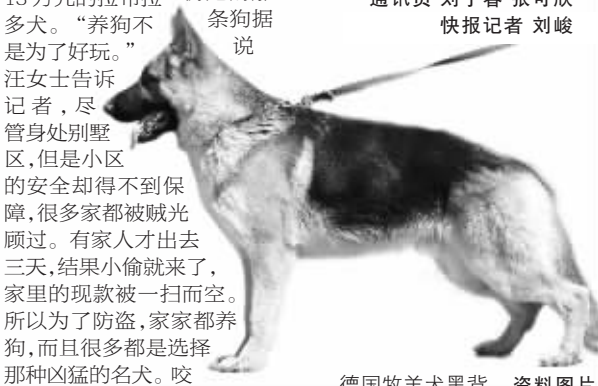 万元的拉布拉
多犬。“养狗不
是为了好玩。”
汪女士告诉
记者，尽
管身处别墅
区，但是小区
的安全却得不到保
障，很多家都被贼光
顾过。有家人才出去
三天，结果小偷就来了，
家里的现款被一扫而空。
所以为了防盗，家家都养
狗，而且很多都是选择
那种凶猛的名犬。咬
条狗据
说
通讯员
快报记者 刘峻
德国牧羊犬黑背 资料图片